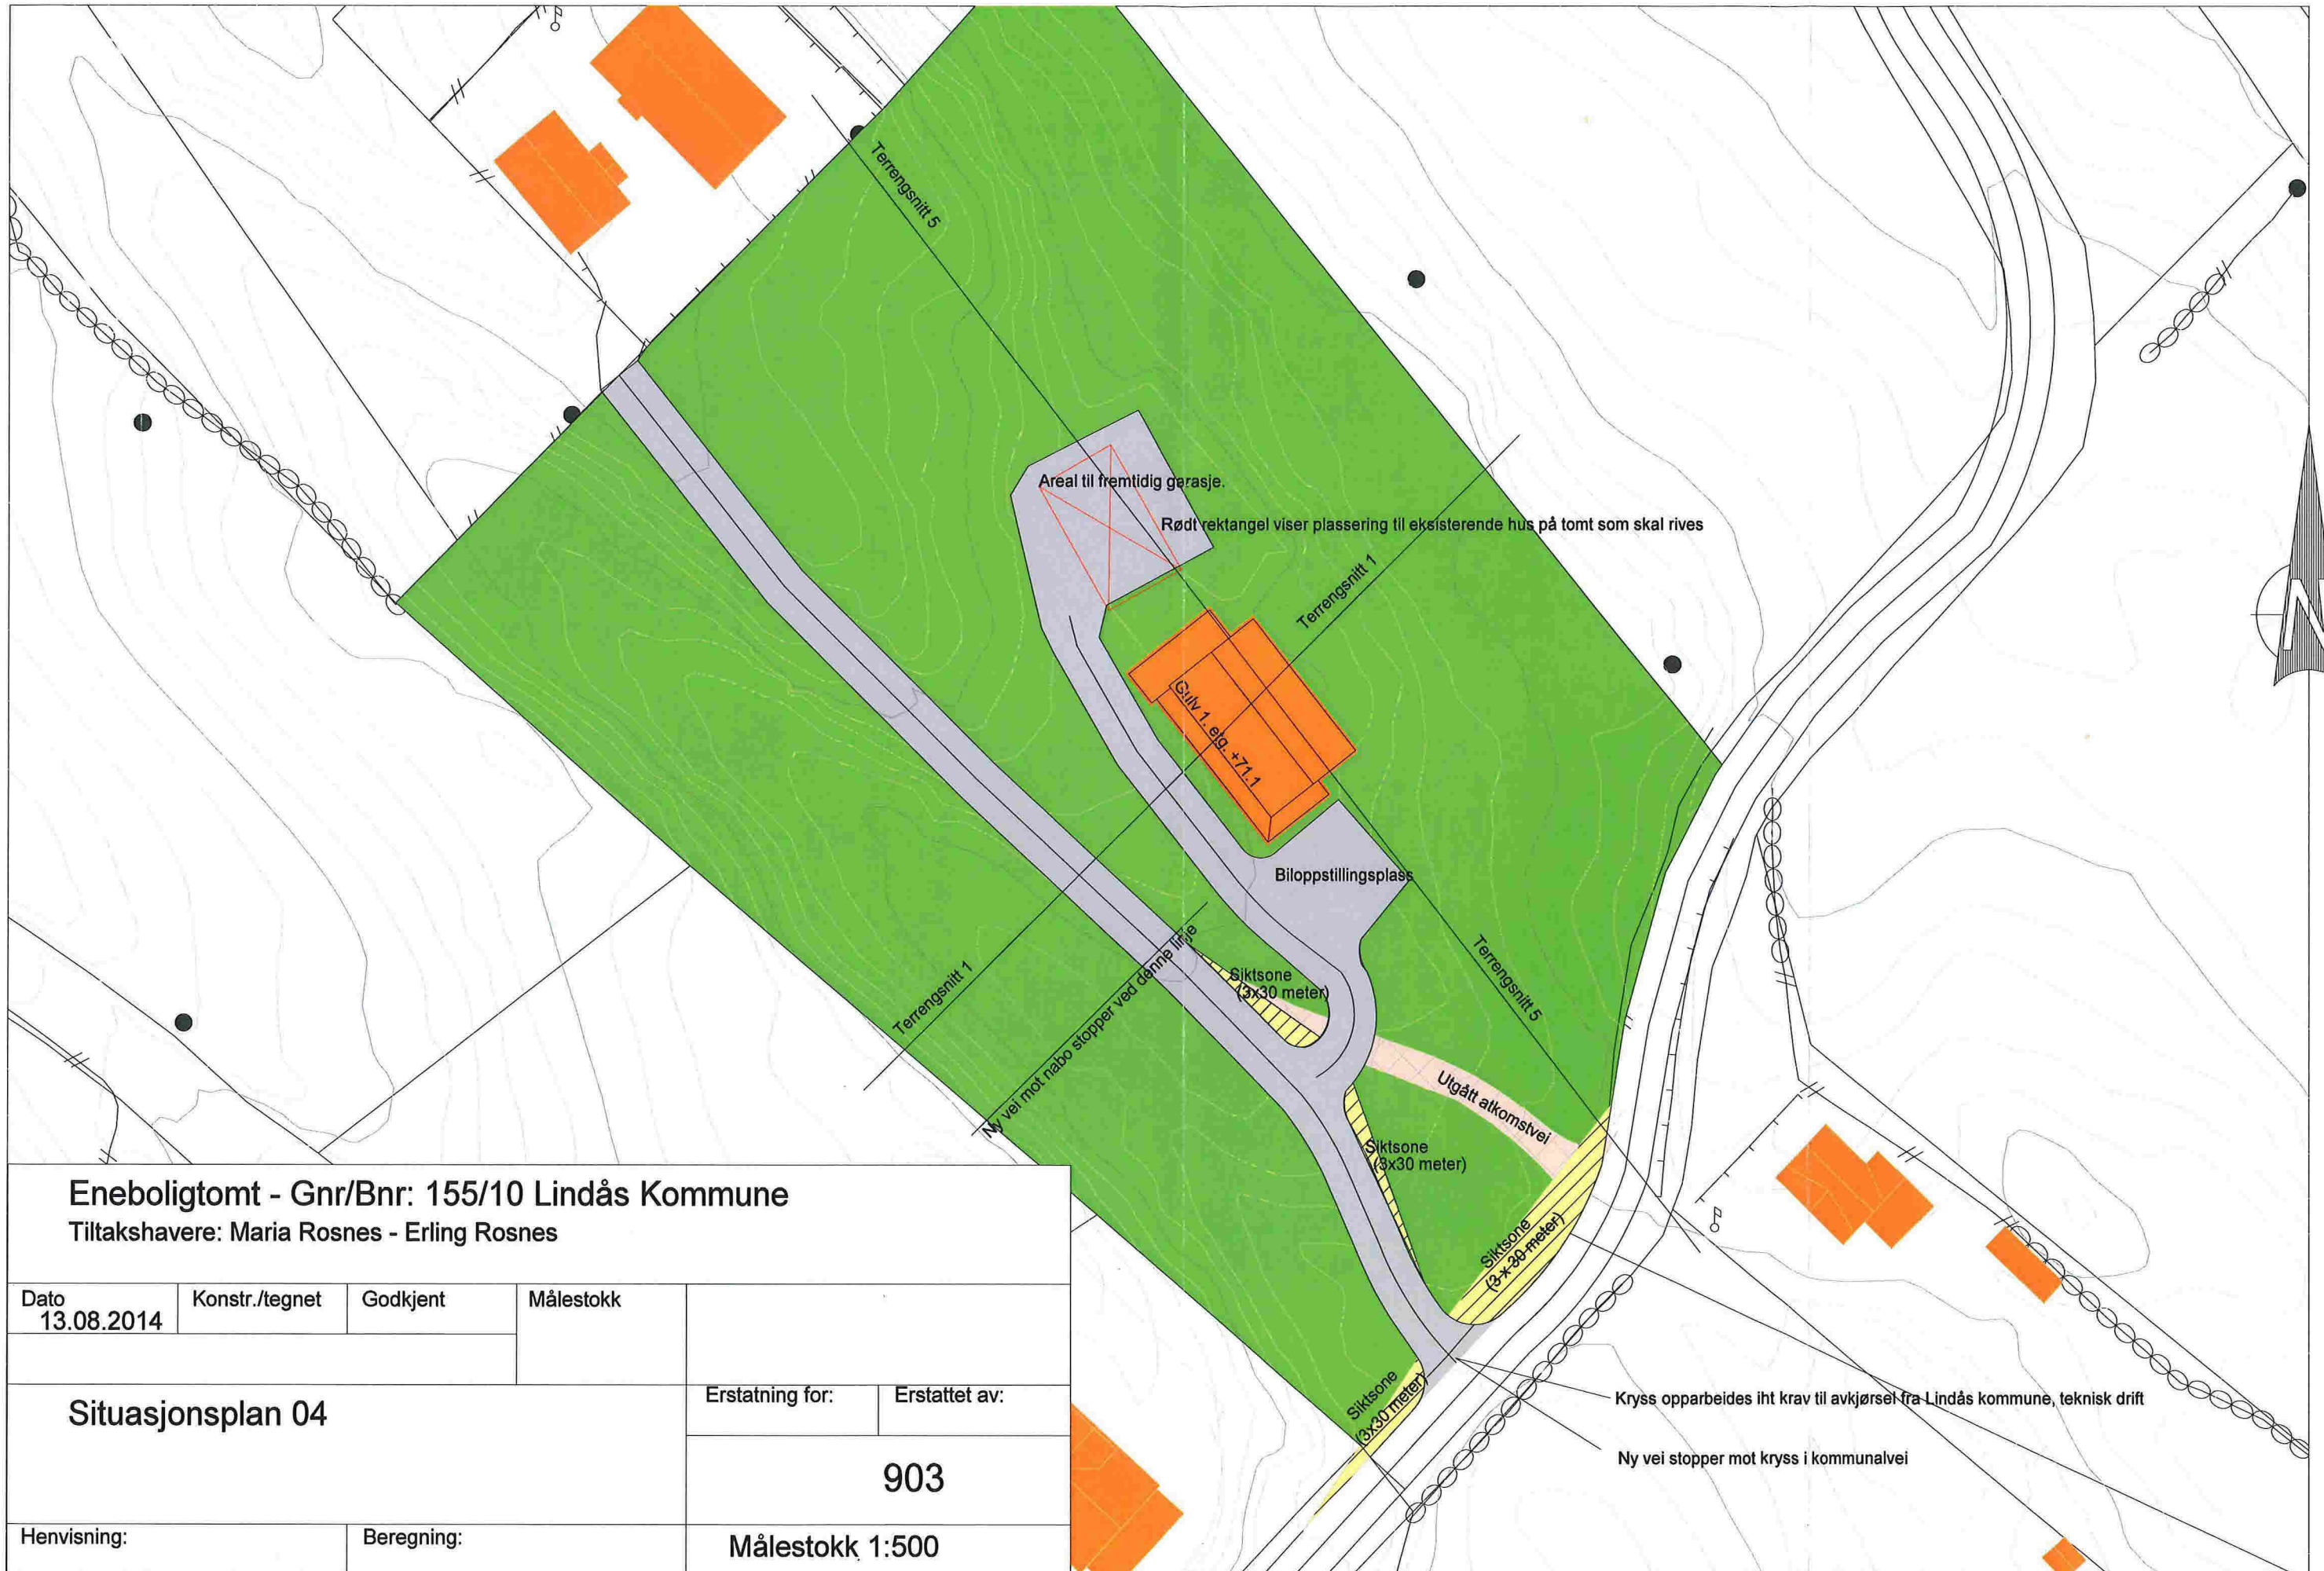 Terrengsnitt 5
Areal til fremtidig garasje.
Rødt rektangel viser plassering til eksisterende hus på tomt som skal rives
Terrengsnitt 1
Gulv 1. etg. +71.1
Biloppstillingsplass
Terrengsnitt 1
Ny vei mot nabo stopper ved denne linje
Siktsone
(3x30 meter)
Terrengsnitt 5
Utgått atkomstvei
Siktsone
(3x30 meter)
Siktsone
(3 x 30 meter)
Siktsone
(3x30 meter)
Kryss opparbeides iht krav til avkjørsel fra Lindås kommune, teknisk drift
Ny vei stopper mot kryss i kommunalvei
N
Eneboligtomt - Gnr/Bnr: 155/10 Lindås Kommune
Tiltakshavere: Maria Rosnes - Erling Rosnes
Dato
13.08.2014
Konstr./tegnet
Godkjent
Målestokk
Situasjonsplan 04
Erstatning for:
Erstattet av:
903
Henvisning:
Beregning:
Målestokk 1:500